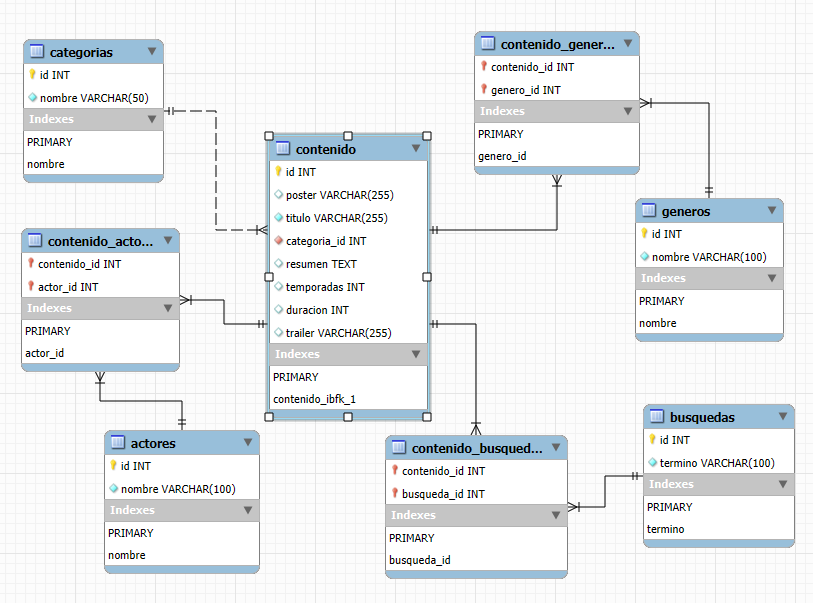 categorias
id INT
nombre VARCHAR(50)
Indexes
PRIMARY
nombre
contenido_gener...
contenido_id INT
genero_id INT
Indexes
PRIMARY
genero_id
contenido
id INT
poster VARCHAR(255)
titulo VARCHAR(255)
categoria_id INT
resumen TEXT
temporadas INT
duracion INT
trailer VARCHAR(255)
Indexes
PRIMARY
contenido_ibfk_1
generos
id INT
nombre VARCHAR(100)
Indexes
PRIMARY
nombre
contenido_acto...
contenido_id INT
actor_id INT
Indexes
PRIMARY
actor_id
actores
id INT
nombre VARCHAR(100)
Indexes
PRIMARY
nombre
contenido_busqued...
contenido_id INT
busqueda_id INT
Indexes
PRIMARY
busqueda_id
busquedas
id INT
termino VARCHAR(100)
Indexes
PRIMARY
termino